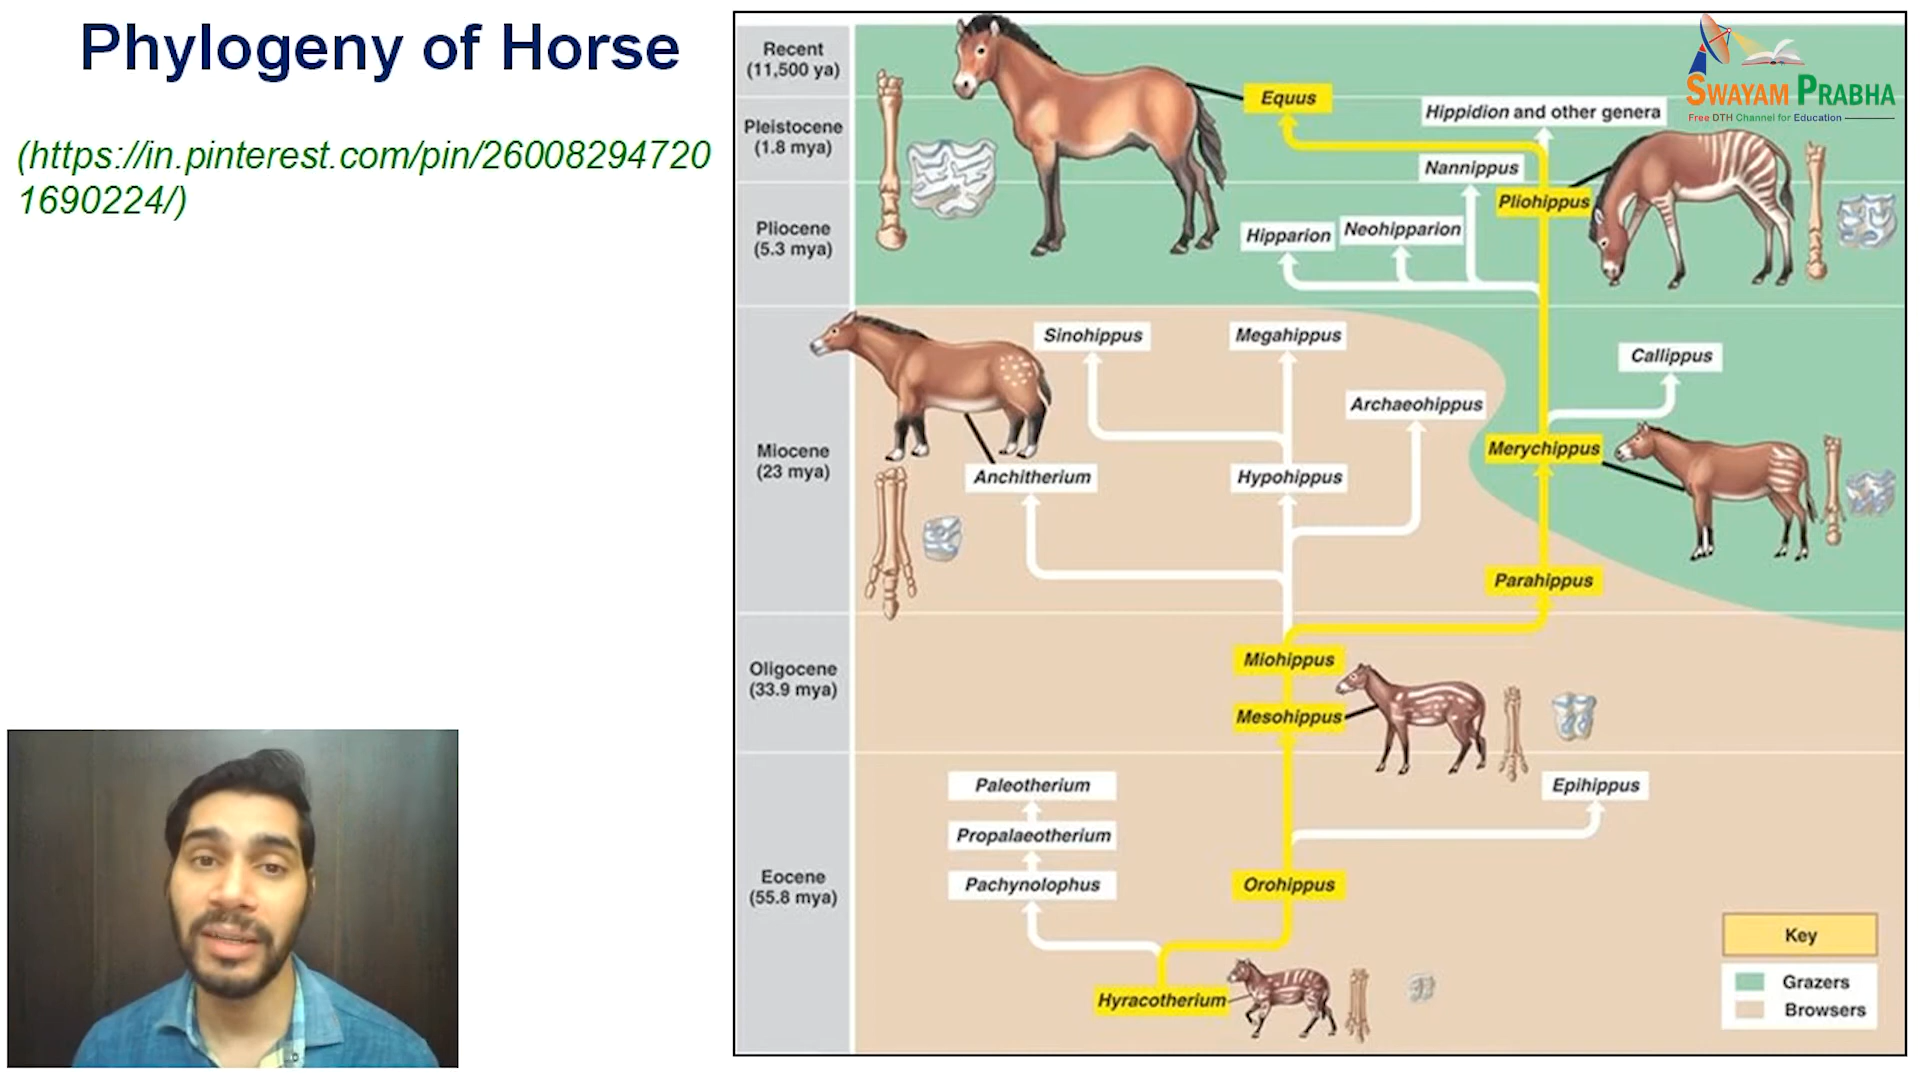 Phylogeny of Horse
(https://in.pinterest.com/pin/26008294720
1690224/)
SWAYAM PRABHA
Free DTH Channel for Education
Recent
(11,500 ya)
Equus
Hippidion and other genera
Pleistocene
(1.8 mya)
Nannippus
Pliohippus
Pliocene
(5.3 mya)
Hipparion
Neohipparion
Sinohippus
Megahippus
Callippus
Archaeohippus
Miocene
(23 mya)
Merychippus
Anchitherium
Hypohippus
Parahippus
Oligocene
(33.9 mya)
Miohippus
Mesohippus
Paleotherium
Epihippus
Propalaeotherium
Eocene
(55.8 mya)
Pachynolophus
Orohippus
Hyracotherium
Key
Grazers
Browsers